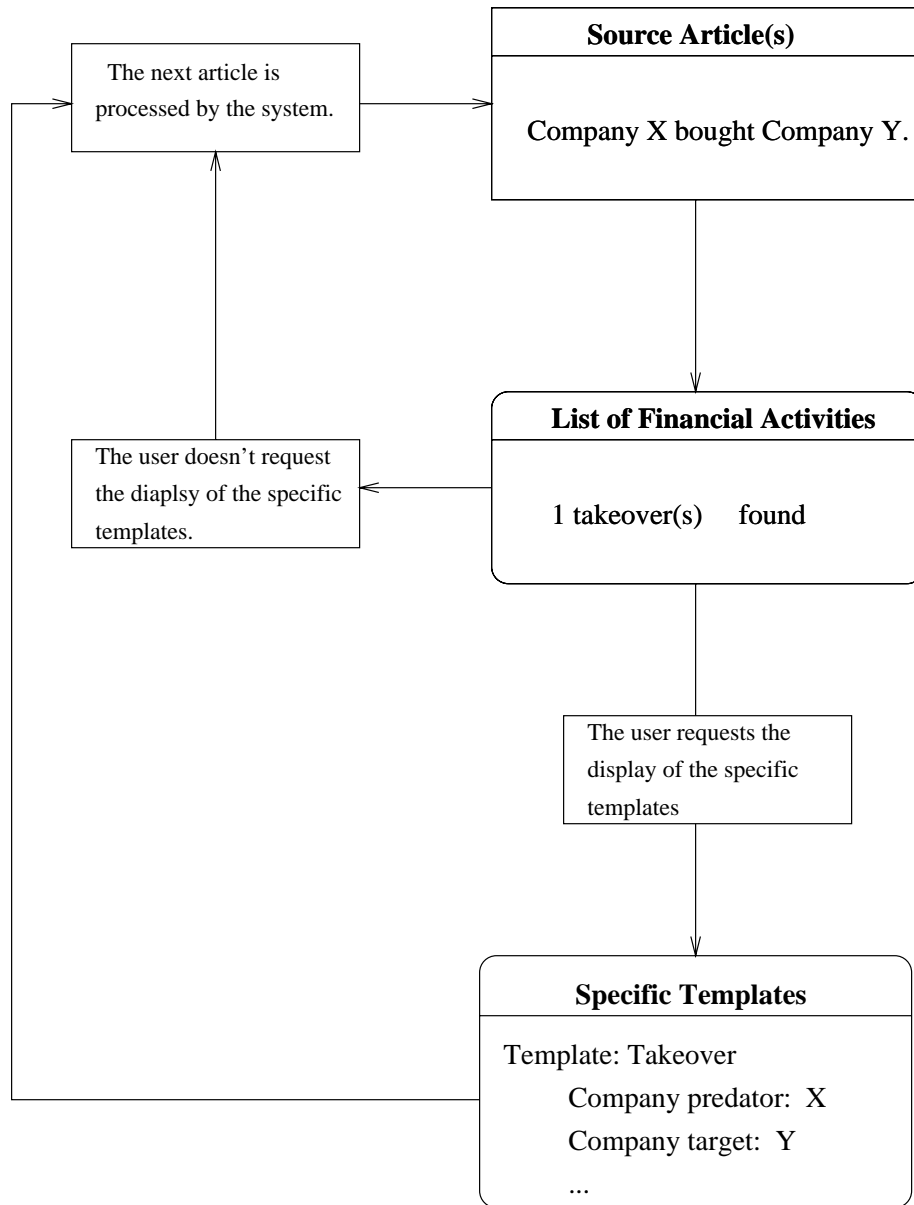 Source Article(s)
Company X bought Company Y.
The next article is
processed by the system.
List of Financial Activities
1 takeover(s) found
The user doesn't request
the diaplsy of the specific
templates.
The user requests the
display of the specific
templates
Specific Templates
Template: Takeover
Company predator: X
Company target: Y
...